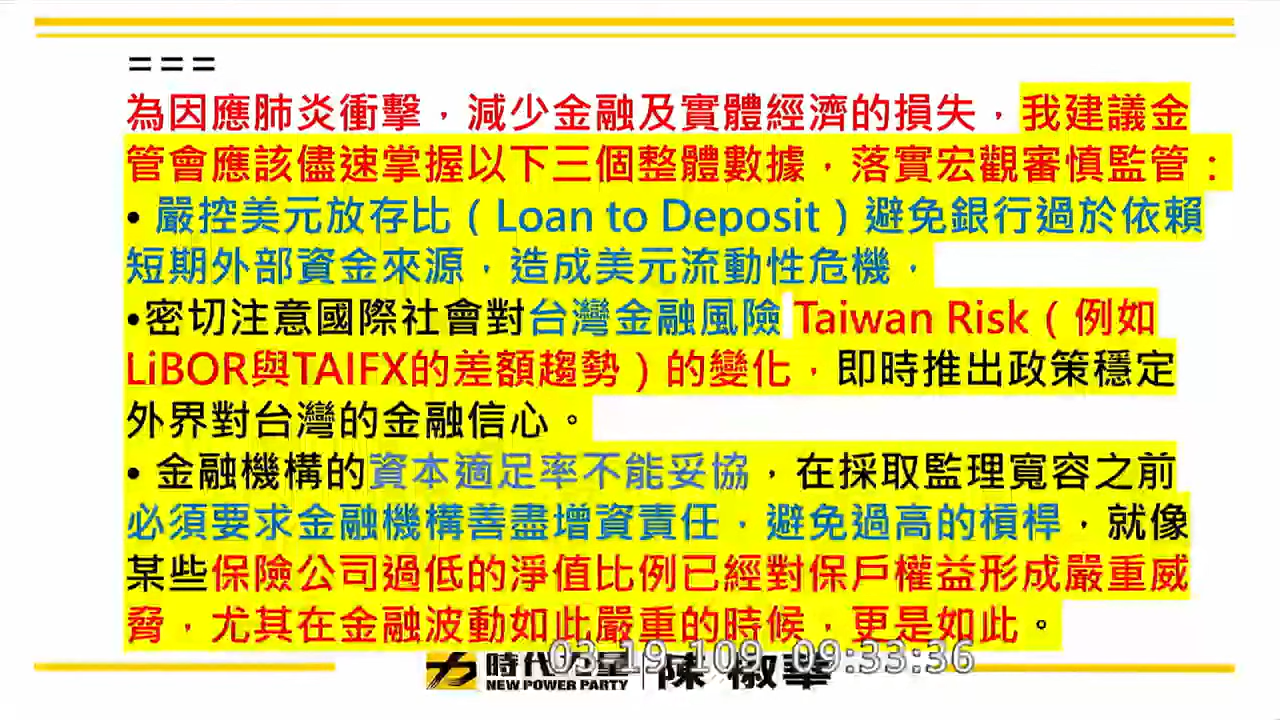 ===
為因應肺炎衝擊，減少金融及實體經濟的損失，我建議金
管會應該儘速掌握以下三個整體數據，落實宏觀審慎監管：
• 嚴控美元放存比（Loan to Deposit）避免銀行過於依賴
短期外部資金來源，造成美元流動性危機，
•密切注意國際社會對台灣金融風險 Taiwan Risk（例如
LiBOR與TAIFX的差額趨勢）的變化，即時推出政策穩定
外界對台灣的金融信心。
• 金融機構的資本適足率不能妥協，在採取監理寬容之前
必須要求金融機構善盡增資責任，避免過高的槓桿，就像
某些保險公司過低的淨值比例已經對保戶權益形成嚴重威
脅，尤其在金融波動如此嚴重的時候，更是如此。
03 19 109 09:33:36
時代力量 陳椒華
NEW POWER PARTY